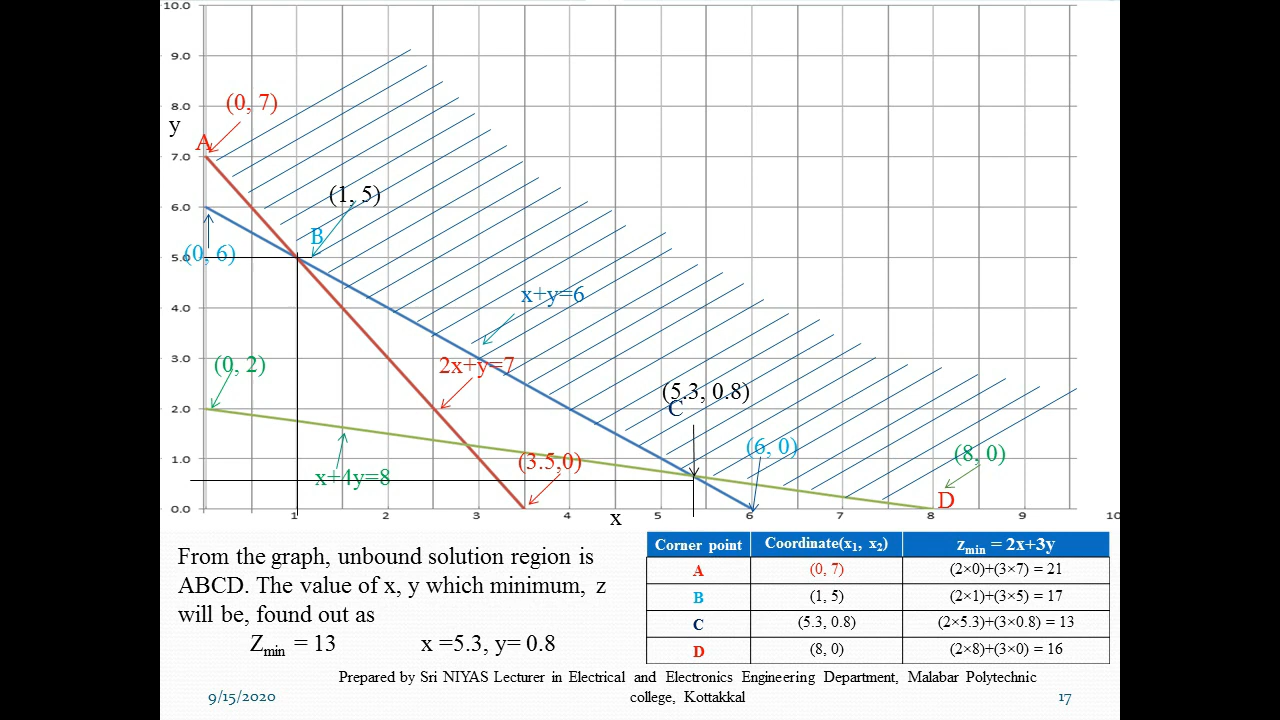 10.0
9.0
8.0
7.0
6.0
5.0
4.0
3.0
2.0
1.0
0.0
y
(0, 7)
A
(1, 5)
B
(0, 6)
x+y=6
(0, 2)
2x+y=7
(5.3, 0.8)
C
(6, 0)
(3.5,0)
(8, 0)
x+4y=8
D
1 2 3 4 5 6 7 8 9 10
x
From the graph, unbound solution region is
ABCD. The value of x, y which minimum, z
will be, found out as
Zmin = 13 x =5.3, y= 0.8
Corner point Coordinate(x1, x2) zmin = 2x+3y
A (0, 7) (2×0)+(3×7) = 21
B (1, 5) (2×1)+(3×5) = 17
C (5.3, 0.8) (2×5.3)+(3×0.8) = 13
D (8, 0) (2×8)+(3×0) = 16
Prepared by Sri NIYAS Lecturer in Electrical and Electronics Engineering Department, Malabar Polytechnic
college, Kottakkal
9/15/2020
17